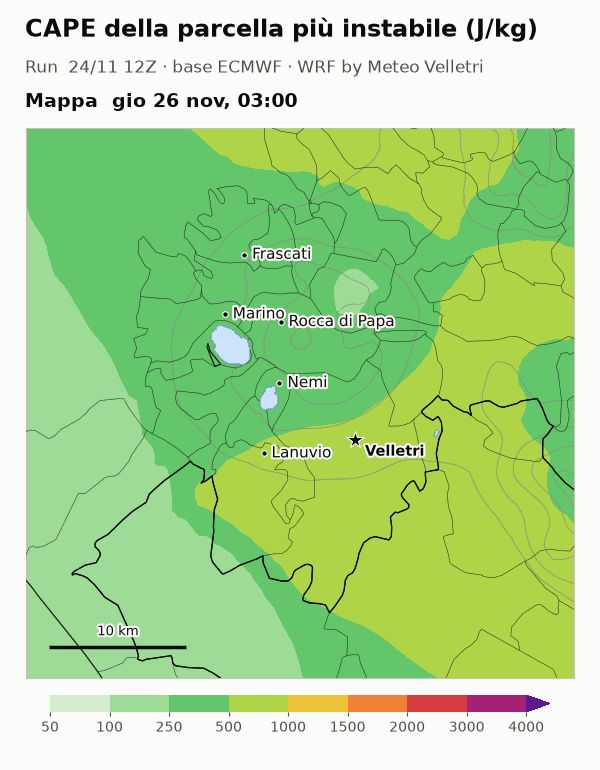 CAPE della parcella più instabile (J/kg)
Run  24/11 12Z · base ECMWF · WRF by Meteo Velletri
Mappa  gio 26 nov, 03:00
Frascati
Marino
Rocca di Papa
Nemi
Velletri
Lanuvio
10 km
50 100 250 500 1000 1500 2000 3000 4000